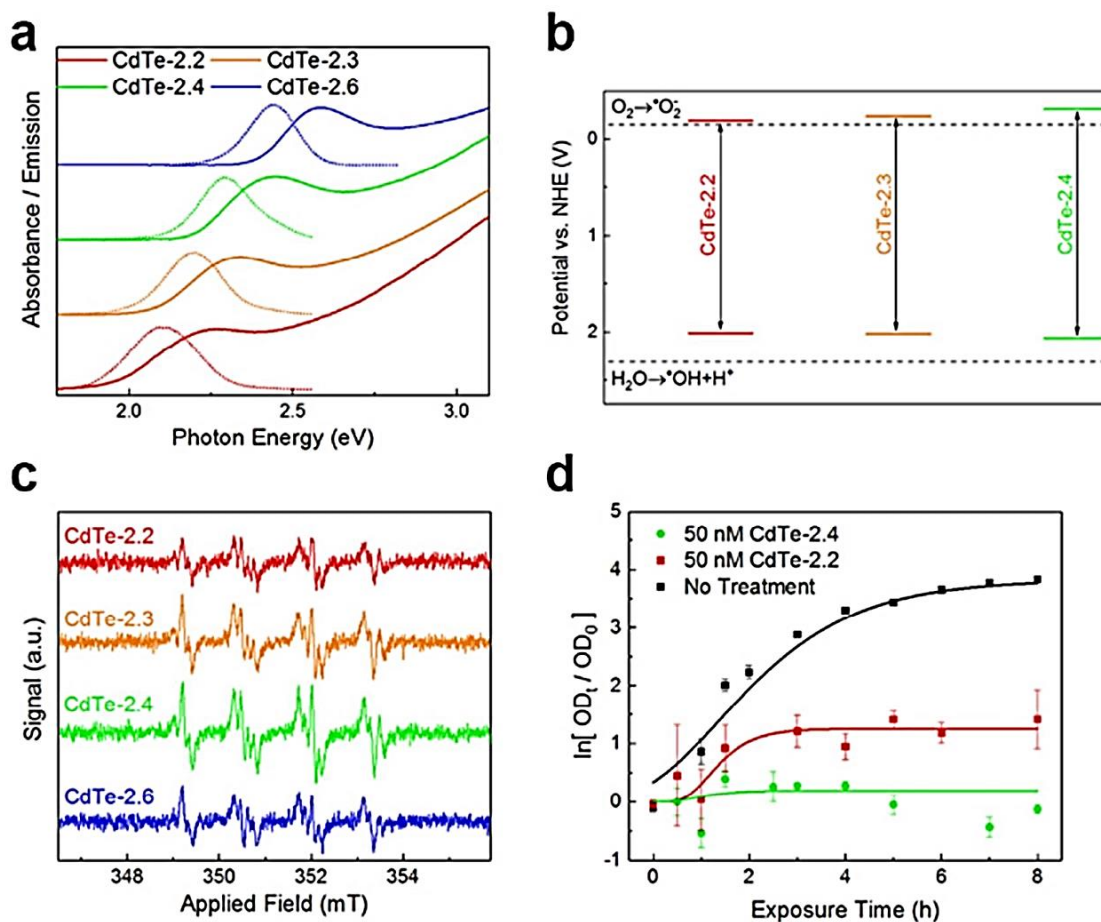 a
CdTe-2.2 CdTe-2.3
CdTe-2.4 CdTe-2.6
Absorbance / Emission
2.0 2.5 3.0
Photon Energy (eV)
b
O₂→•O₂⁻
0
1
2
Potential vs. NHE (V)
CdTe-2.2
CdTe-2.3
CdTe-2.4
H₂O→•OH+H⁺
c
CdTe-2.2
CdTe-2.3
CdTe-2.4
CdTe-2.6
Signal (a.u.)
348 350 352 354
Applied Field (mT)
d
50 nM CdTe-2.4
50 nM CdTe-2.2
No Treatment
ln[ ODt / OD0 ]
5
4
3
2
1
0
-1
0 2 4 6 8
Exposure Time (h)